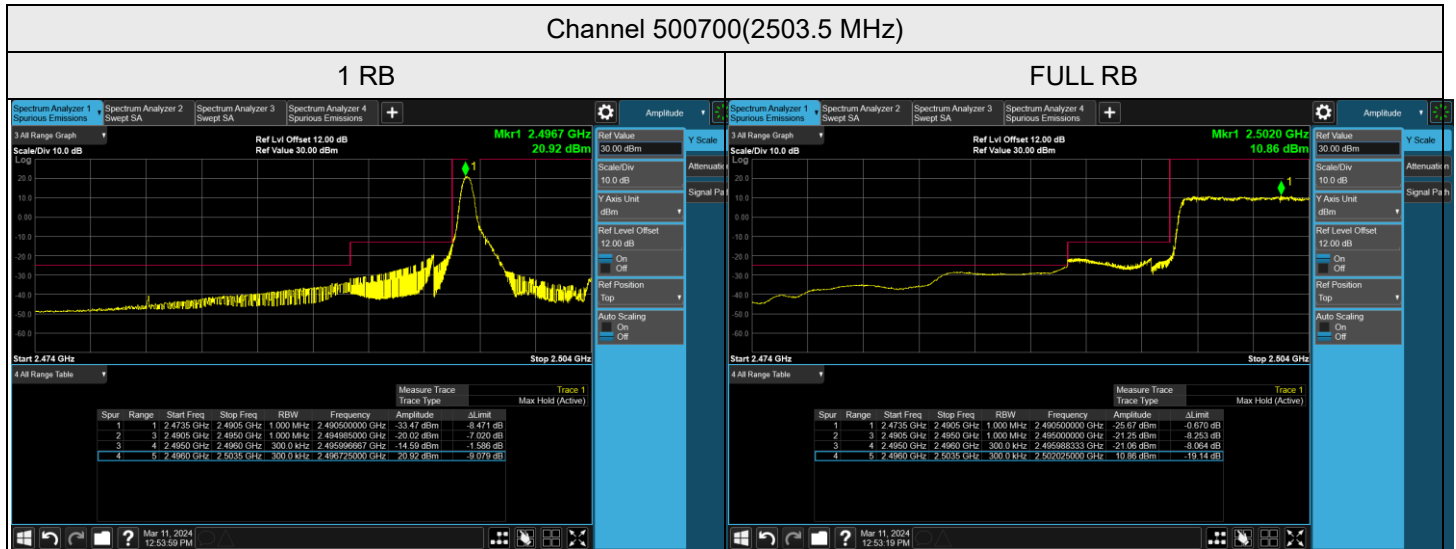 Channel 500700(2503.5 MHz)
1 RB
FULL RB
Spectrum Analyzer 1
Spurious Emissions
Spectrum Analyzer 2
Swept SA
Spectrum Analyzer 3
Swept SA
Spectrum Analyzer 4
Spurious Emissions
Amplitude
3 All Range Graph
Scale/Div 10.0 dB
Ref Lvl Offset 12.00 dB
Ref Value 30.00 dBm
Mkr1 2.4967 GHz
20.92 dBm
Log
20.0
10.0
0.00
-10.0
-20.0
-30.0
-40.0
-50.0
-60.0
1
Start 2.474 GHz
Stop 2.504 GHz
Ref Value
30.00 dBm
Scale/Div
10.0 dB
Y Axis Unit
dBm
Ref Level Offset
12.00 dB
On
Off
Ref Position
Top
Auto Scaling
On
Off
Y Scale
Attenuation
Signal Path
4 All Range Table
Measure Trace Trace 1
Trace Type Max Hold (Active)
Spur Range Start Freq Stop Freq RBW Frequency Amplitude ΔLimit
1 1 2.4735 GHz 2.4905 GHz 1.000 MHz 2.490500000 GHz -33.47 dBm -8.471 dB
2 3 2.4905 GHz 2.4950 GHz 1.000 MHz 2.494985000 GHz -20.02 dBm -7.020 dB
3 4 2.4950 GHz 2.4960 GHz 300.0 kHz 2.495996667 GHz -14.59 dBm -1.586 dB
4 5 2.4960 GHz 2.5035 GHz 300.0 kHz 2.496725000 GHz 20.92 dBm -9.079 dB
Mar 11, 2024
12:53:59 PM
Spectrum Analyzer 1
Spurious Emissions
Spectrum Analyzer 2
Swept SA
Spectrum Analyzer 3
Swept SA
Spectrum Analyzer 4
Spurious Emissions
Amplitude
3 All Range Graph
Scale/Div 10.0 dB
Ref Lvl Offset 12.00 dB
Ref Value 30.00 dBm
Mkr1 2.5020 GHz
10.86 dBm
Log
20.0
10.0
0.00
-10.0
-20.0
-30.0
-40.0
-50.0
-60.0
1
Start 2.474 GHz
Stop 2.504 GHz
Ref Value
30.00 dBm
Scale/Div
10.0 dB
Y Axis Unit
dBm
Ref Level Offset
12.00 dB
On
Off
Ref Position
Top
Auto Scaling
On
Off
Y Scale
Attenuation
Signal Path
4 All Range Table
Measure Trace Trace 1
Trace Type Max Hold (Active)
Spur Range Start Freq Stop Freq RBW Frequency Amplitude ΔLimit
1 1 2.4735 GHz 2.4905 GHz 1.000 MHz 2.490500000 GHz -25.67 dBm -0.670 dB
2 3 2.4905 GHz 2.4950 GHz 1.000 MHz 2.495000000 GHz -21.25 dBm -8.253 dB
3 4 2.4950 GHz 2.4960 GHz 300.0 kHz 2.495988333 GHz -21.06 dBm -8.064 dB
4 5 2.4960 GHz 2.5035 GHz 300.0 kHz 2.502025000 GHz 10.86 dBm -19.14 dB
Mar 11, 2024
12:53:19 PM